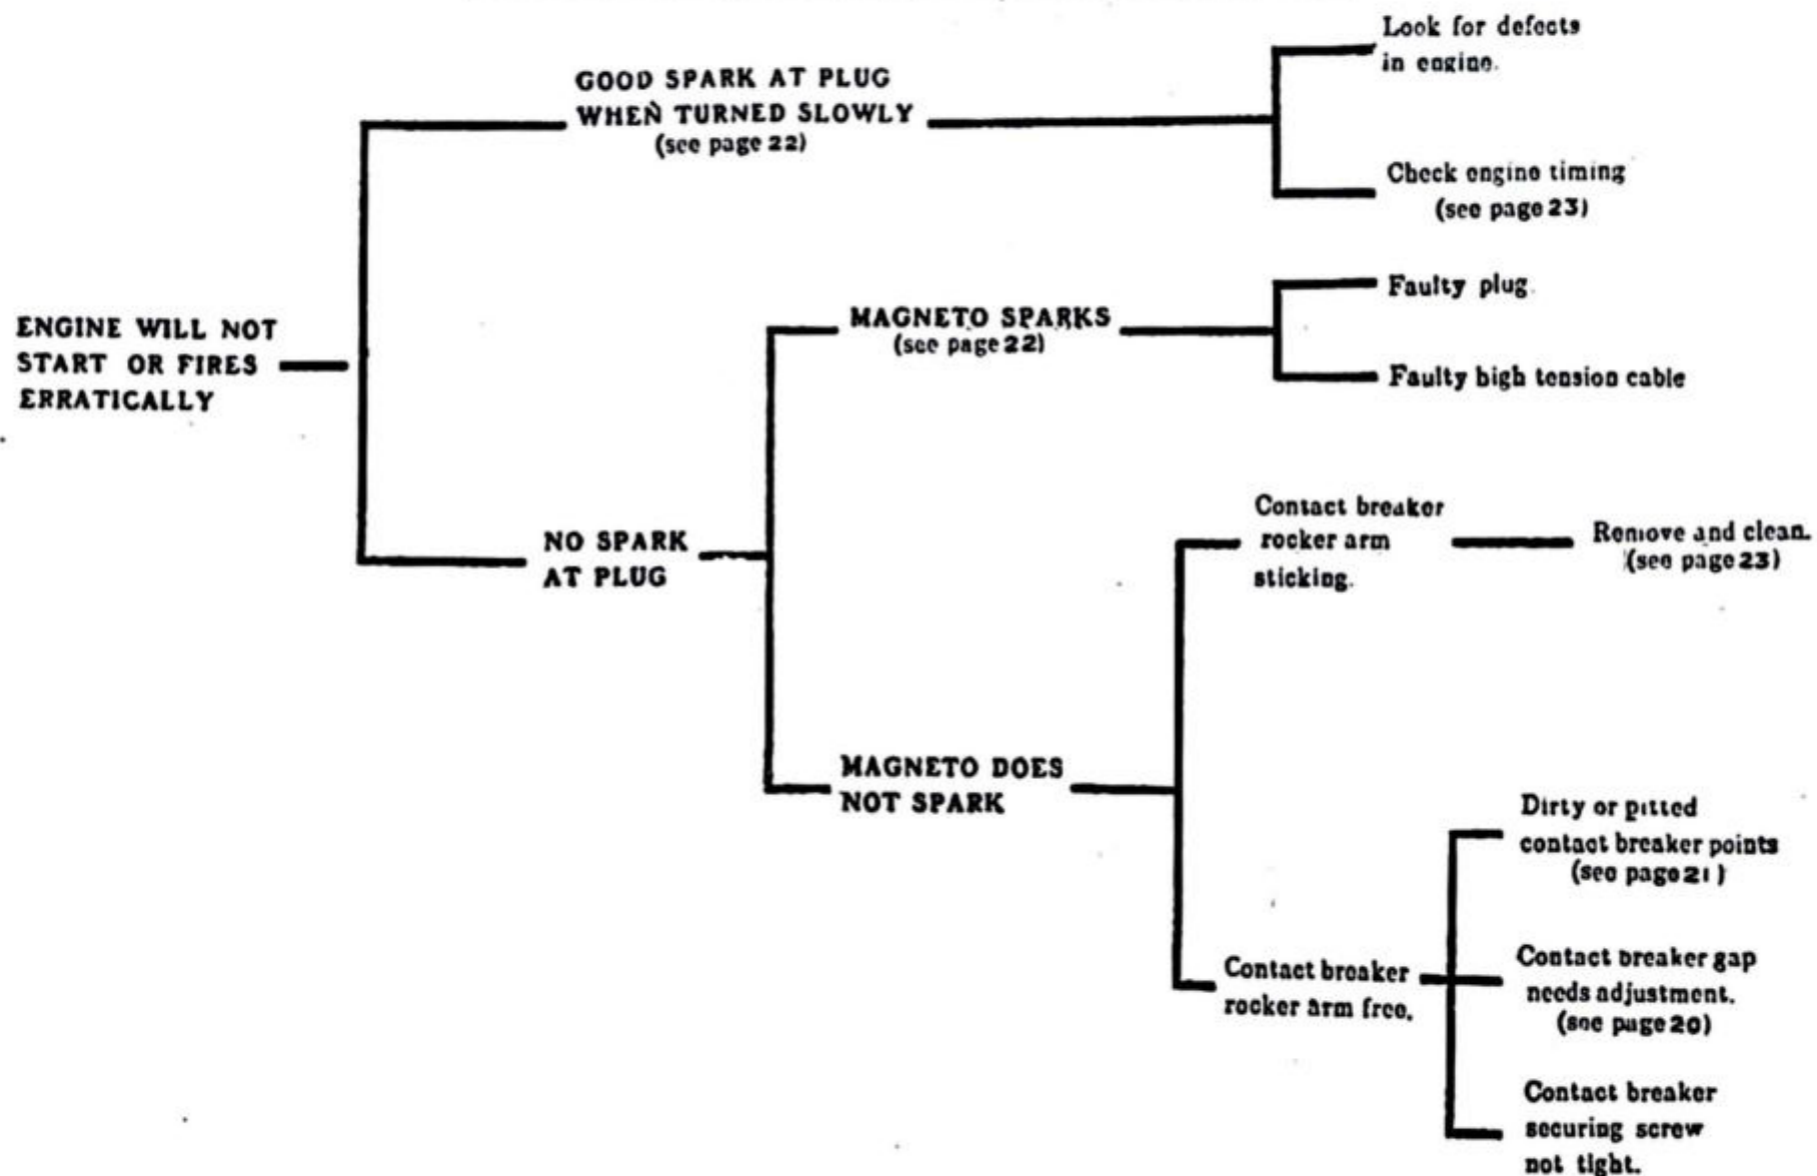 Look for defects
in engine.
GOOD SPARK AT PLUG
WHEN TURNED SLOWLY
(see page 22)
Check engine timing
(see page 23)
ENGINE WILL NOT
START OR FIRES
ERRATICALLY
MAGNETO SPARKS
(see page 22)
Faulty plug.
Faulty high tension cable
NO SPARK
AT PLUG
Contact breaker
rocker arm
sticking.
Remove and clean.
(see page 23)
MAGNETO DOES
NOT SPARK
Contact breaker
rocker arm free.
Dirty or pitted
contact breaker points
(see page 21)
Contact breaker gap
needs adjustment.
(see page 20)
Contact breaker
securing screw
not tight.